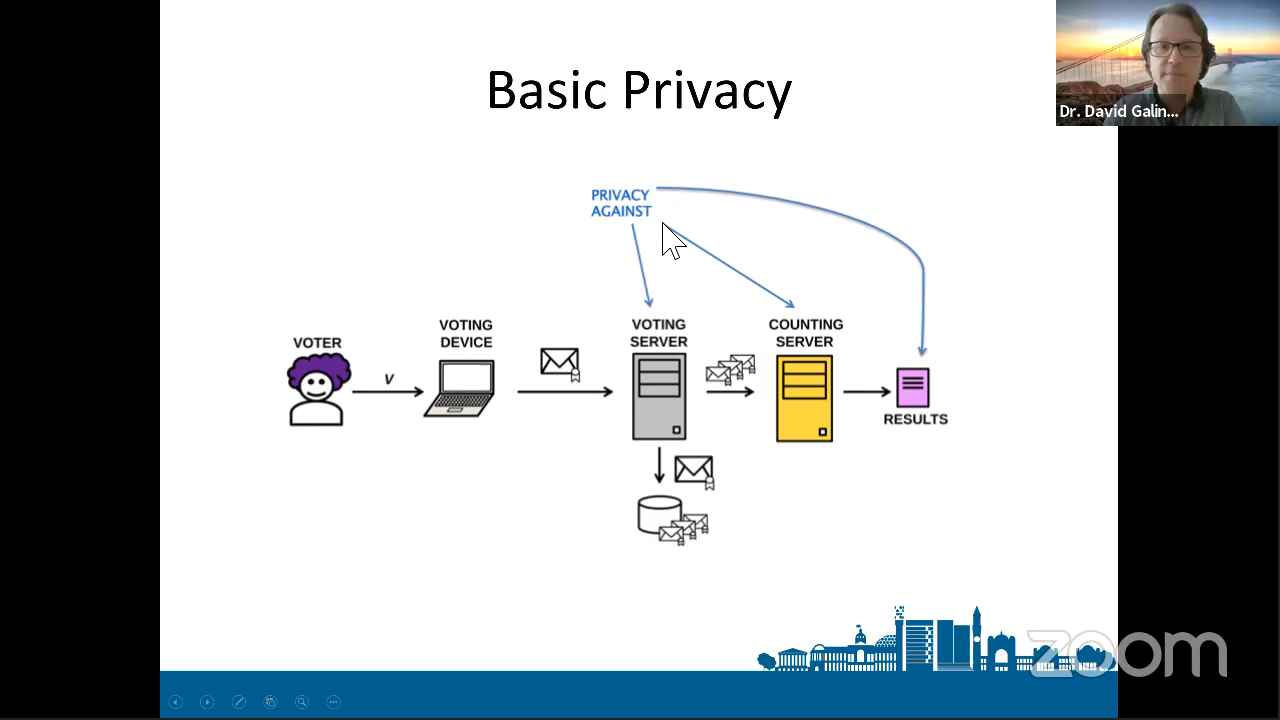 Basic Privacy
Dr. David Galin...
PRIVACY
AGAINST
VOTER
VOTING
DEVICE
VOTING
SERVER
COUNTING
SERVER
V
RESULTS
zoom